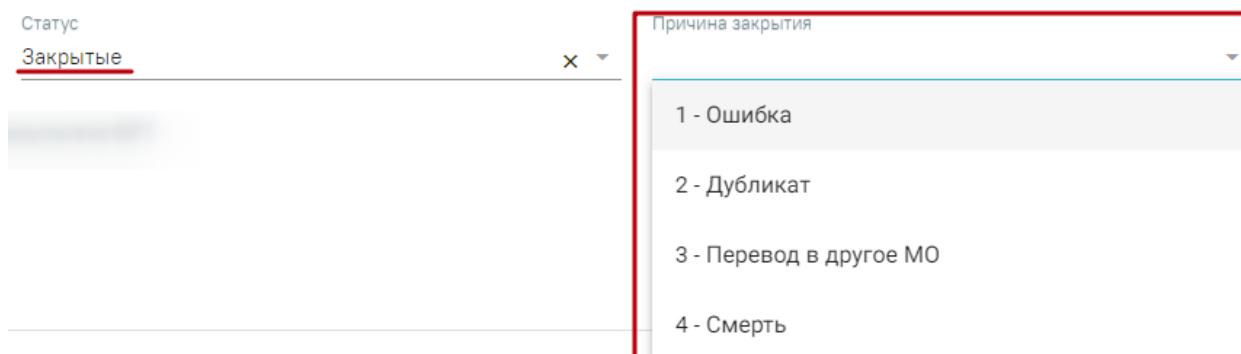 Статус
Закрытые
Причина закрытия
1 - Ошибка
2 - Дубликат
3 - Перевод в другое МО
4 - Смерть